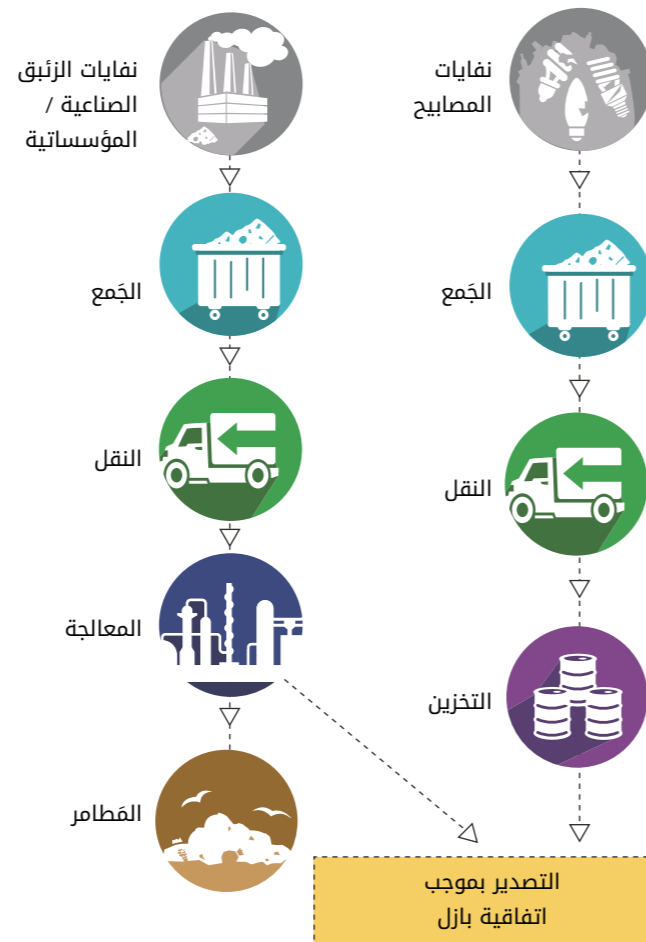 نفايات
المصابيح
الجَمع
النقل
التخزين
نفايات الزئبق
الصناعية /
المؤسساتية
الجَمع
النقل
المعالجة
المَطامر
التصدير بموجب
اتفاقية بازل